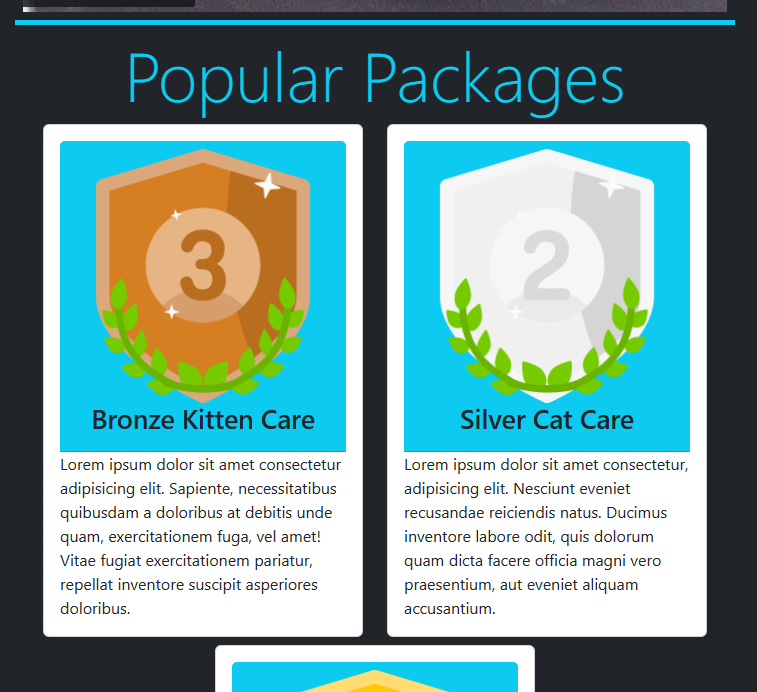 Popular Packages
3
Bronze Kitten Care
Lorem ipsum dolor sit amet consectetur
adipisicing elit. Sapiente, necessitatibus
quibusdam a doloribus at debitis unde
quam, exercitationem fuga, vel amet!
Vitae fugiat exercitationem pariatur,
repellat inventore suscipit asperiores
doloribus.
2
Silver Cat Care
Lorem ipsum dolor sit amet consectetur,
adipisicing elit. Nesciunt eveniet
recusandae reiciendis natus. Ducimus
inventore labore odit, quis dolorum
quam dicta facere officia magni vero
praesentium, aut eveniet aliquam
accusantium.